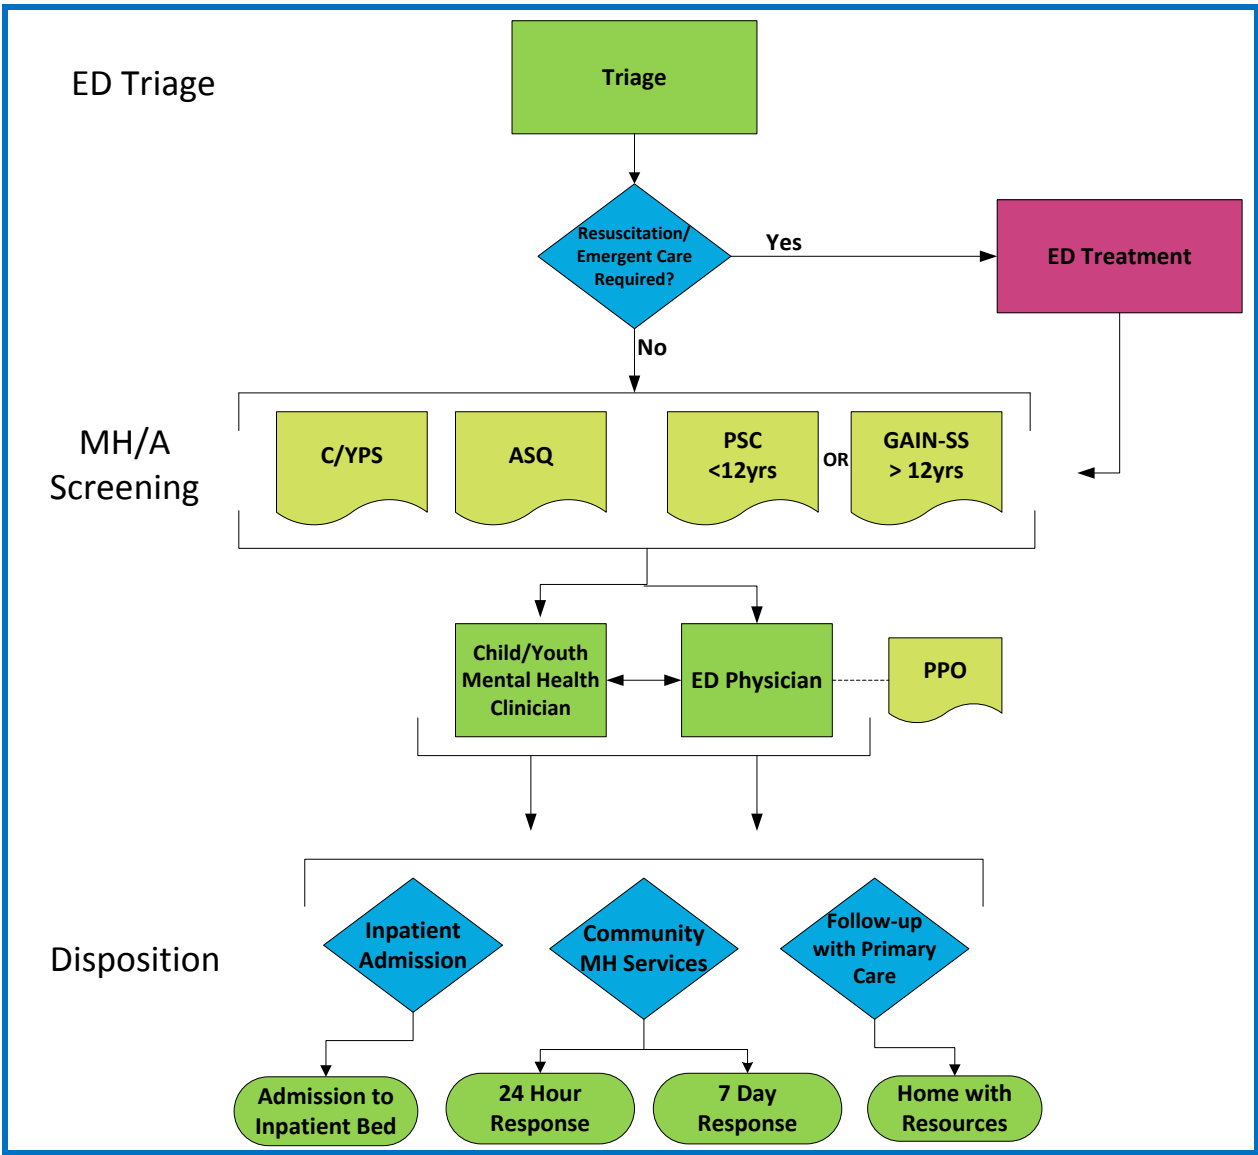 ED Triage
Triage
Resuscitation/
Emergent Care
Required?
Yes
ED Treatment
No
MH/A
Screening
C/YPS
ASQ
PSC
<12yrs
OR
GAIN-SS
> 12yrs
Child/Youth
Mental Health
Clinician
ED Physician
PPO
Disposition
Inpatient
Admission
Community
MH Services
Follow-up
with Primary
Care
Admission to
Inpatient Bed
24 Hour
Response
7 Day
Response
Home with
Resources